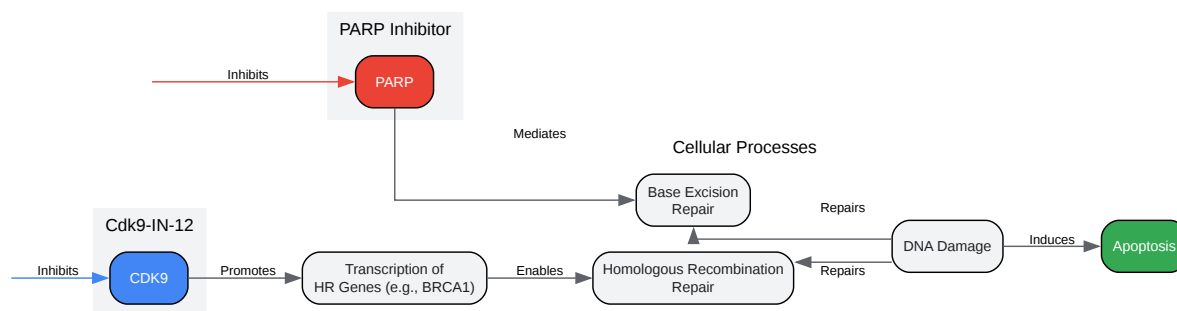 PARP Inhibitor
Inhibits
PARP
Mediates
Cellular Processes
Base Excision
Repair
Repairs
Cdk9-IN-12
DNA Damage
Induces
Apoptosis
Inhibits
CDK9
Promotes
Transcription of
HR Genes (e.g., BRCA1)
Enables
Homologous Recombination
Repair
Repairs